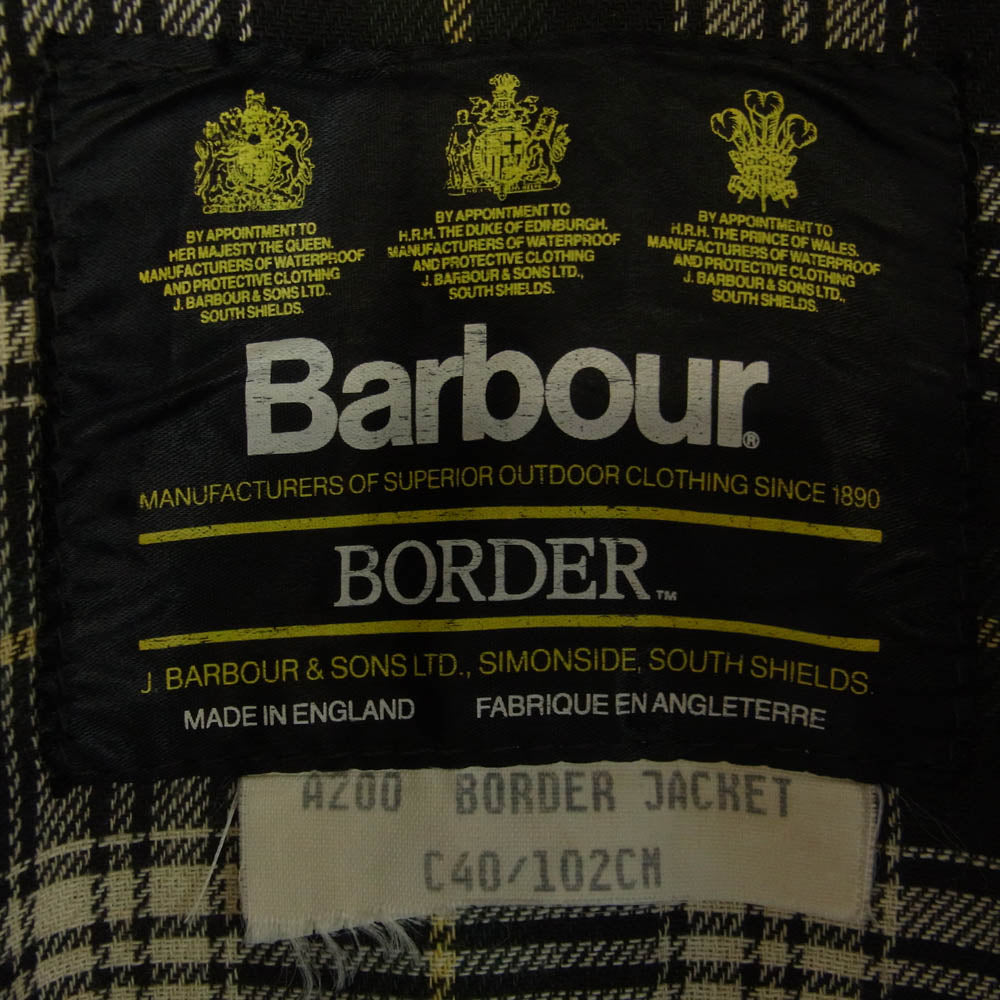 BY APPOINTMENT TO
HER MAJESTY THE QUEEN.
MANUFACTURERS OF WATERPROOF
AND PROTECTIVE CLOTHING
J. BARBOUR & SONS LTD.,
SOUTH SHIELDS.
BY APPOINTMENT TO
H.R.H. THE DUKE OF EDINBURGH.
MANUFACTURERS OF WATERPROOF
AND PROTECTIVE CLOTHING
J. BARBOUR & SONS LTD.,
SOUTH SHIELDS.
BY APPOINTMENT TO
H.R.H. THE PRINCE OF WALES.
MANUFACTURERS OF WATERPROOF
AND PROTECTIVE CLOTHING
J. BARBOUR & SONS LTD.,
SOUTH SHIELDS.
Barbour®
MANUFACTURERS OF SUPERIOR OUTDOOR CLOTHING SINCE 1890
BORDER™
J. BARBOUR & SONS LTD., SIMONSIDE, SOUTH SHIELDS.
MADE IN ENGLAND FABRIQUE EN ANGLETERRE
A200 BORDER JACKET
C40/102CM